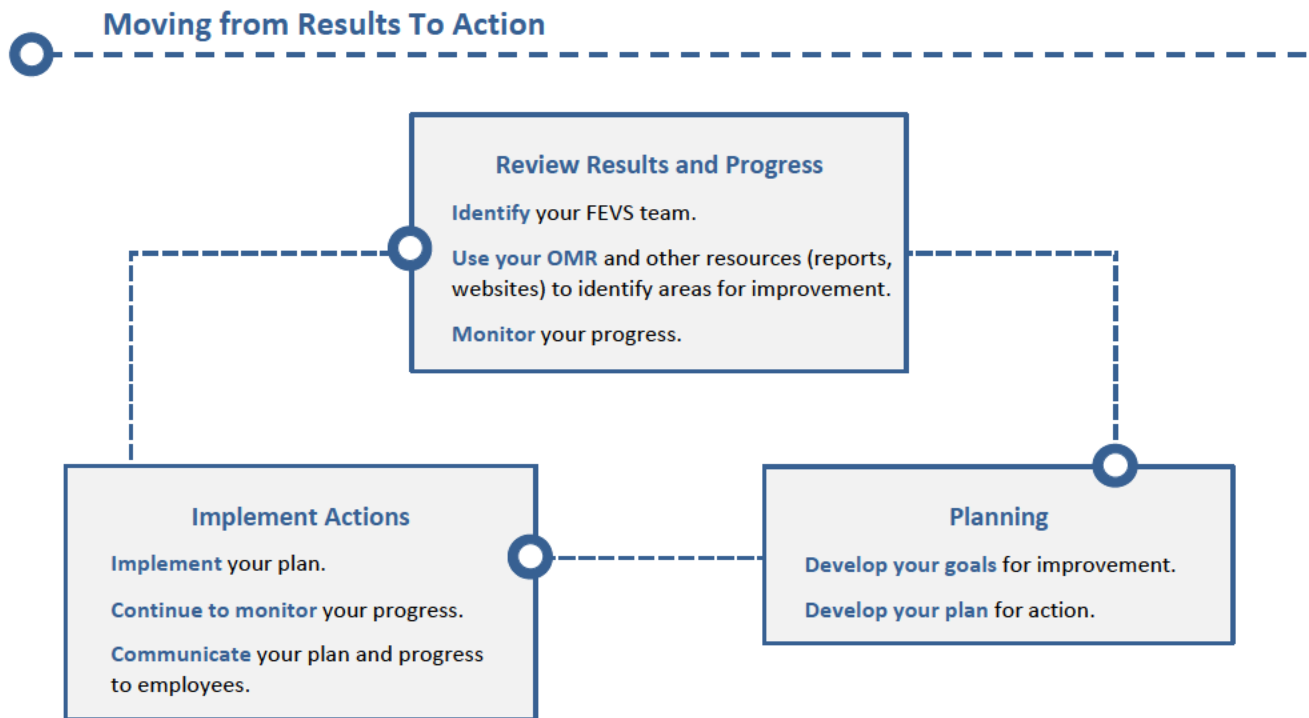 Moving from Results To Action
Review Results and Progress
Identify your FEVS team.
Use your OMR and other resources (reports,
websites) to identify areas for improvement.
Monitor your progress.
Implement Actions
Implement your plan.
Continue to monitor your progress.
Communicate your plan and progress
to employees.
Planning
Develop your goals for improvement.
Develop your plan for action.